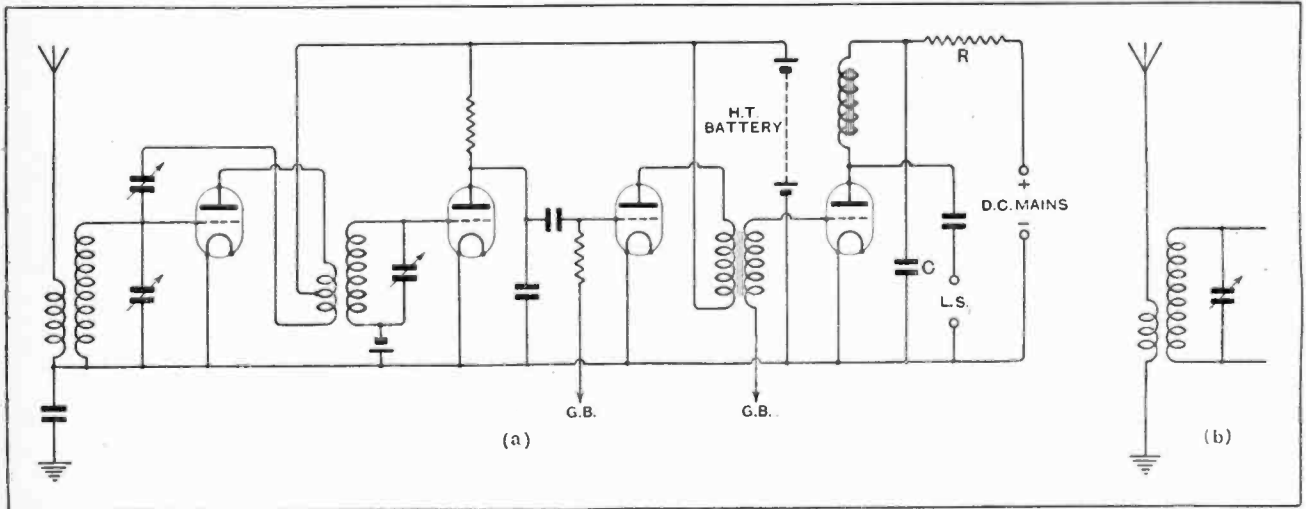 R
H.T.
BATTERY
+
D.C. MAINS
−
C
L.S.
G.B.
G.B.
(a)
(b)